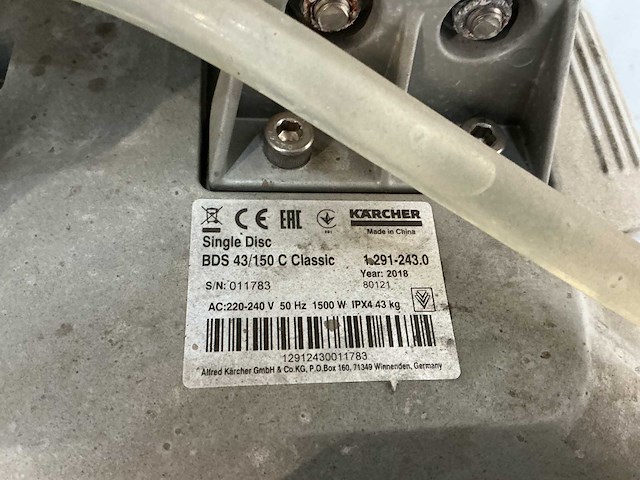 CE EAC KÄRCHER
Made in China
Single Disc
BDS 43/150 C Classic 1.291-243.0
Year: 2018
S/N: 011783 80121
AC:220-240 V 50 Hz 1500 W IPX4 43 kg
12912430011783
Alfred Kärcher GmbH & Co.KG, P.O.Box 160, 71349 Winnenden, Germany